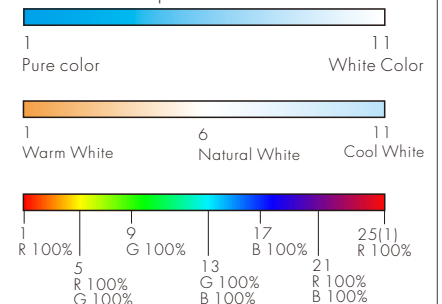 1 11
Pure color White Color
1 6 11
Warm White Natural White Cool White
1 9 17 25(1)
R 100% G 100% B 100% R 100%
5 13 21
R 100% G 100% R 100%
G 100% B 100% B 100%